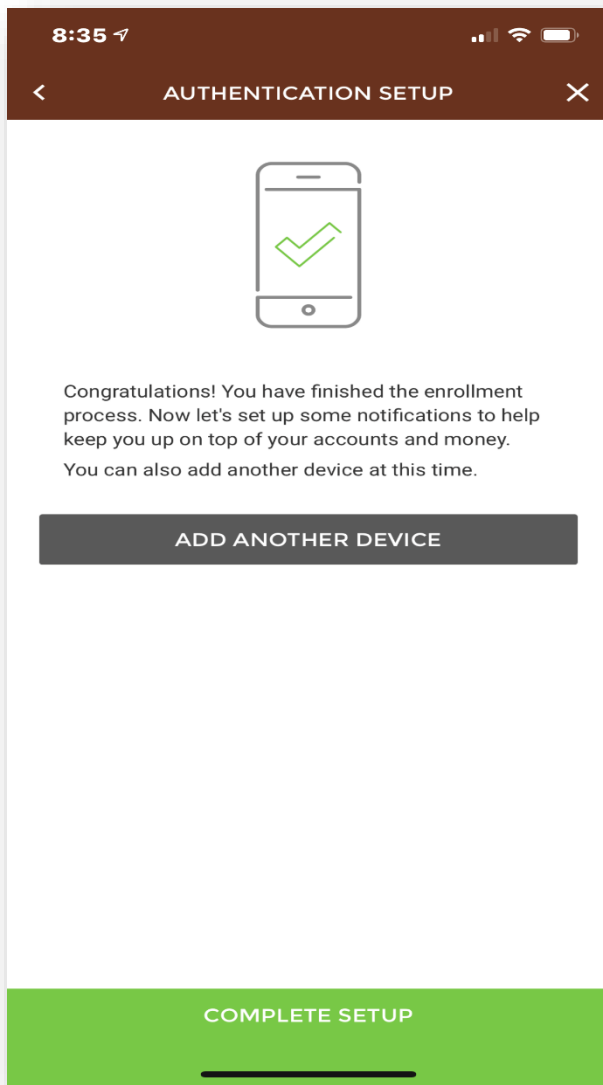 8:35
AUTHENTICATION SETUP
Congratulations! You have finished the enrollment
process. Now let's set up some notifications to help
keep you up on top of your accounts and money.
You can also add another device at this time.
ADD ANOTHER DEVICE
COMPLETE SETUP